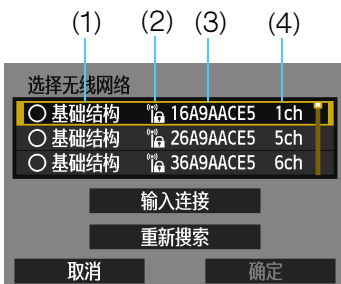 (1) (2) (3) (4)
选择无线网络
基础结构 16A9AACE5 1ch
基础结构 26A9AACE5 5ch
基础结构 36A9AACE5 6ch
输入连接
重新搜索
取消 确定